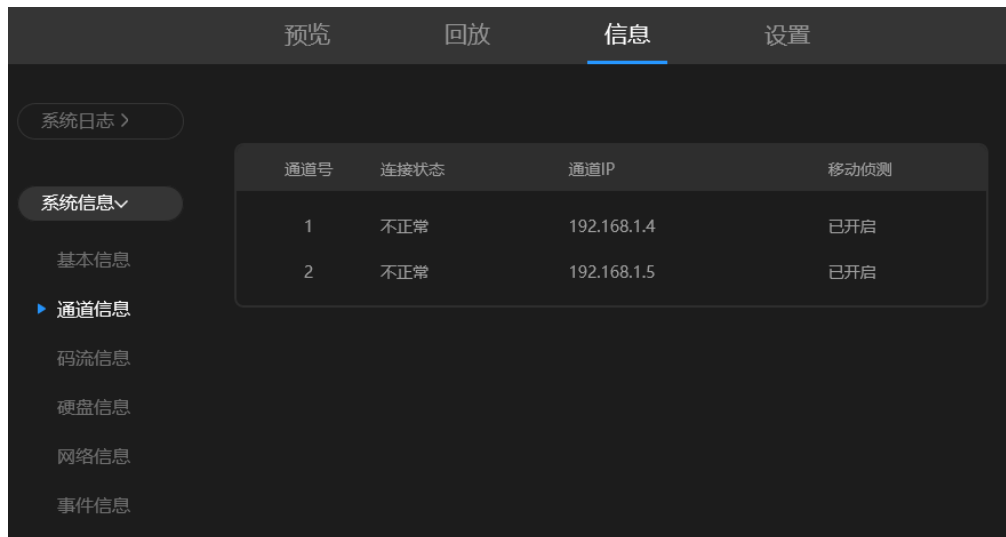 预览 回放 信息 设置
系统日志
通道号 连接状态 通道IP 移动侦测
系统信息
1 不正常 192.168.1.4 已开启
基本信息
2 不正常 192.168.1.5 已开启
通道信息
码流信息
硬盘信息
网络信息
事件信息